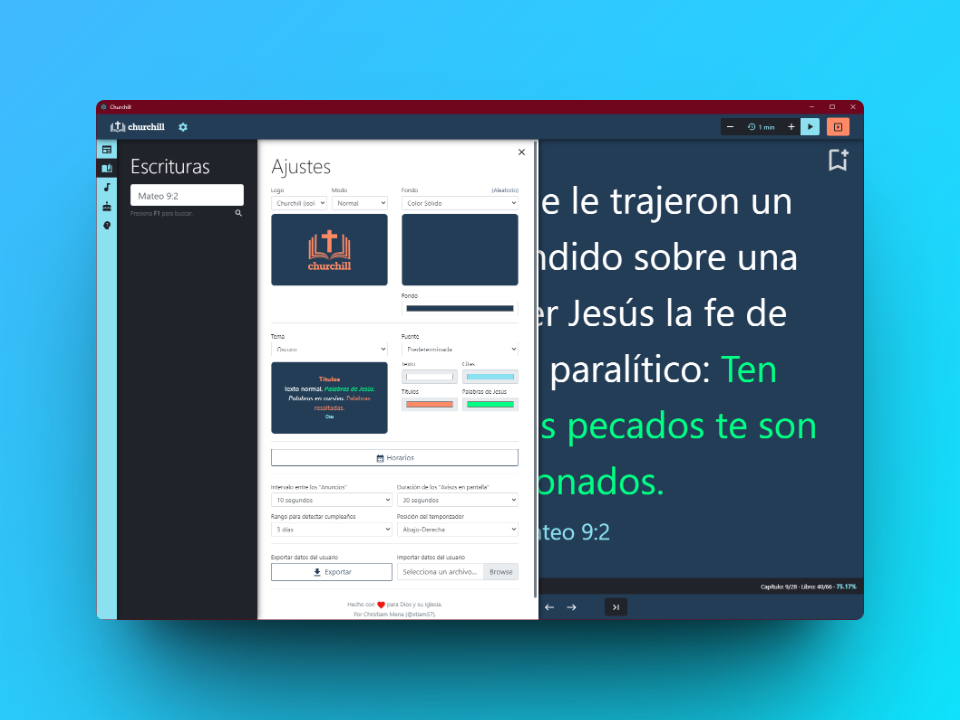 Churchill
churchill
1 min
Escrituras
Mateo 9:2
Presiona F1 para buscar.
Ajustes
Logo
Modo
Fondo
(Aleatorio)
Churchill (sol
Normal
Color Sólido
churchill
Fondo
Tema
Fuente
Oscuro
Predeterminada
Texto
Citas
Títulos
Palabras de Jesús
Títulos
Texto normal. Palabras de Jesús.
Palabras en cursiva. Palabras
resaltadas.
Cita
Horarios
Intervalo entre los "Anuncios"
Duración de los "Avisos en pantalla"
10 segundos
20 segundos
Rango para detectar cumpleaños
Posición del temporizador
3 días
Abajo-Derecha
Exportar datos del usuario
Importar datos del usuario
Exportar
Selecciona un archivo...
Browse
Hecho con para Dios y su Iglesia.
Por Christiam Mena
e le trajeron un
ndido sobre una
er Jesús la fe de
paralítico: Ten
s pecados te son
onados.
teo 9:2
Capítulo: 9/28 - Libro: 40/66 - 75.17%